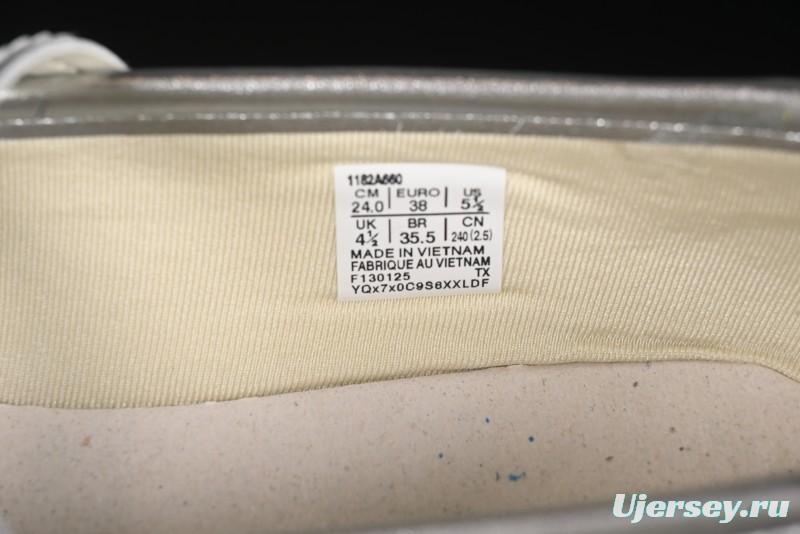 1182A660
CM EURO US
24.0 38 5½
UK BR CN
4½ 35.5 240(2.5)
MADE IN VIETNAM
FABRIQUE AU VIETNAM
F130125 TX
YQx7x0C9S6XXLDF
Ujersey.ru